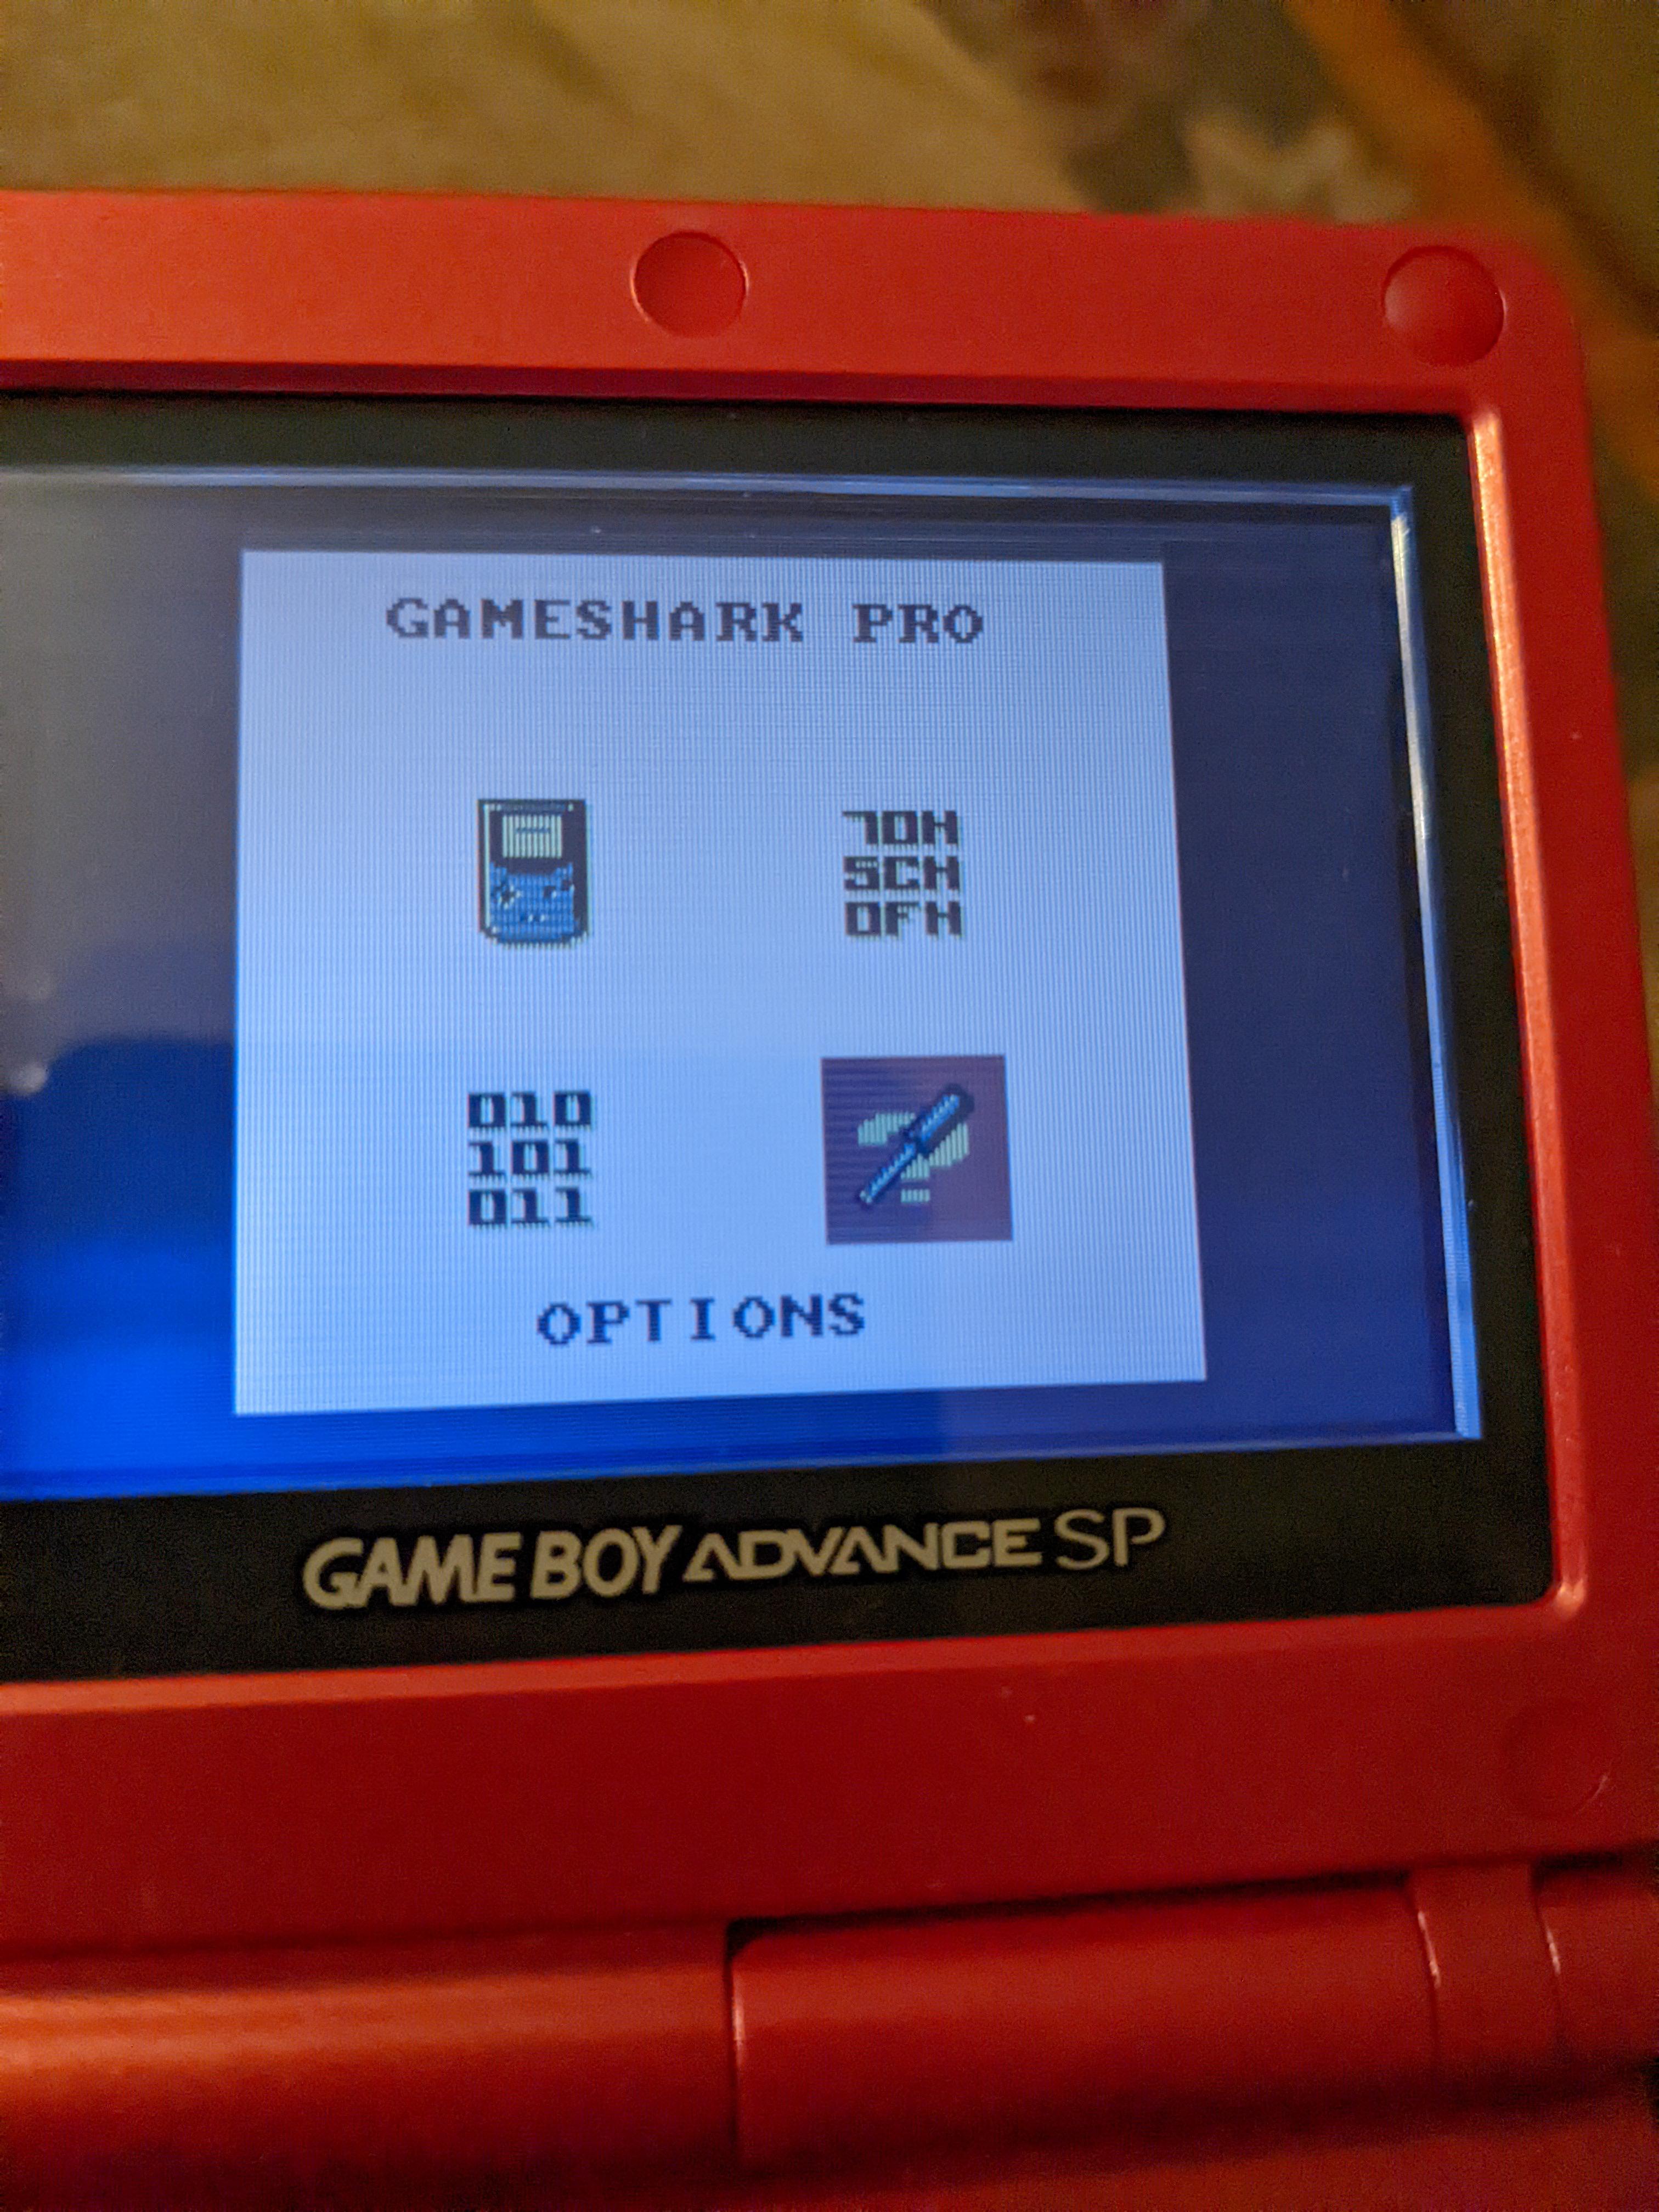 GAMESHARK PRO
70H
5CH
0FH
010
101
011
OPTIONS
GAME BOY ADVANCE SP